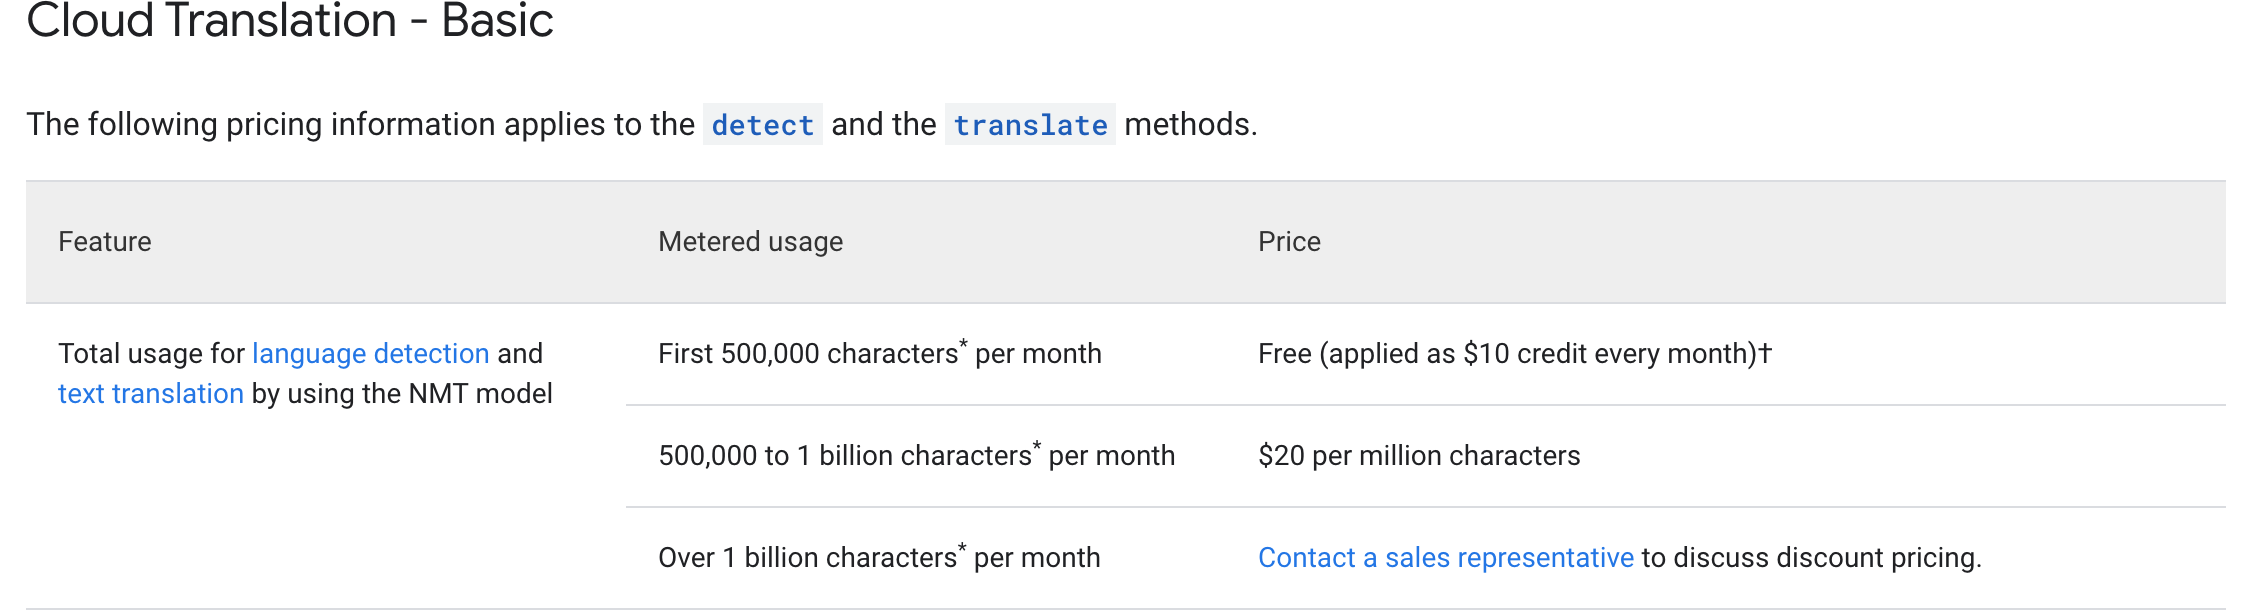 Cloud Translation - Basic
The following pricing information applies to the detect and the translate methods.
Feature
Metered usage
Price
Total usage for language detection and
text translation by using the NMT model
First 500,000 characters* per month
Free (applied as $10 credit every month)†
500,000 to 1 billion characters* per month
$20 per million characters
Over 1 billion characters* per month
Contact a sales representative to discuss discount pricing.